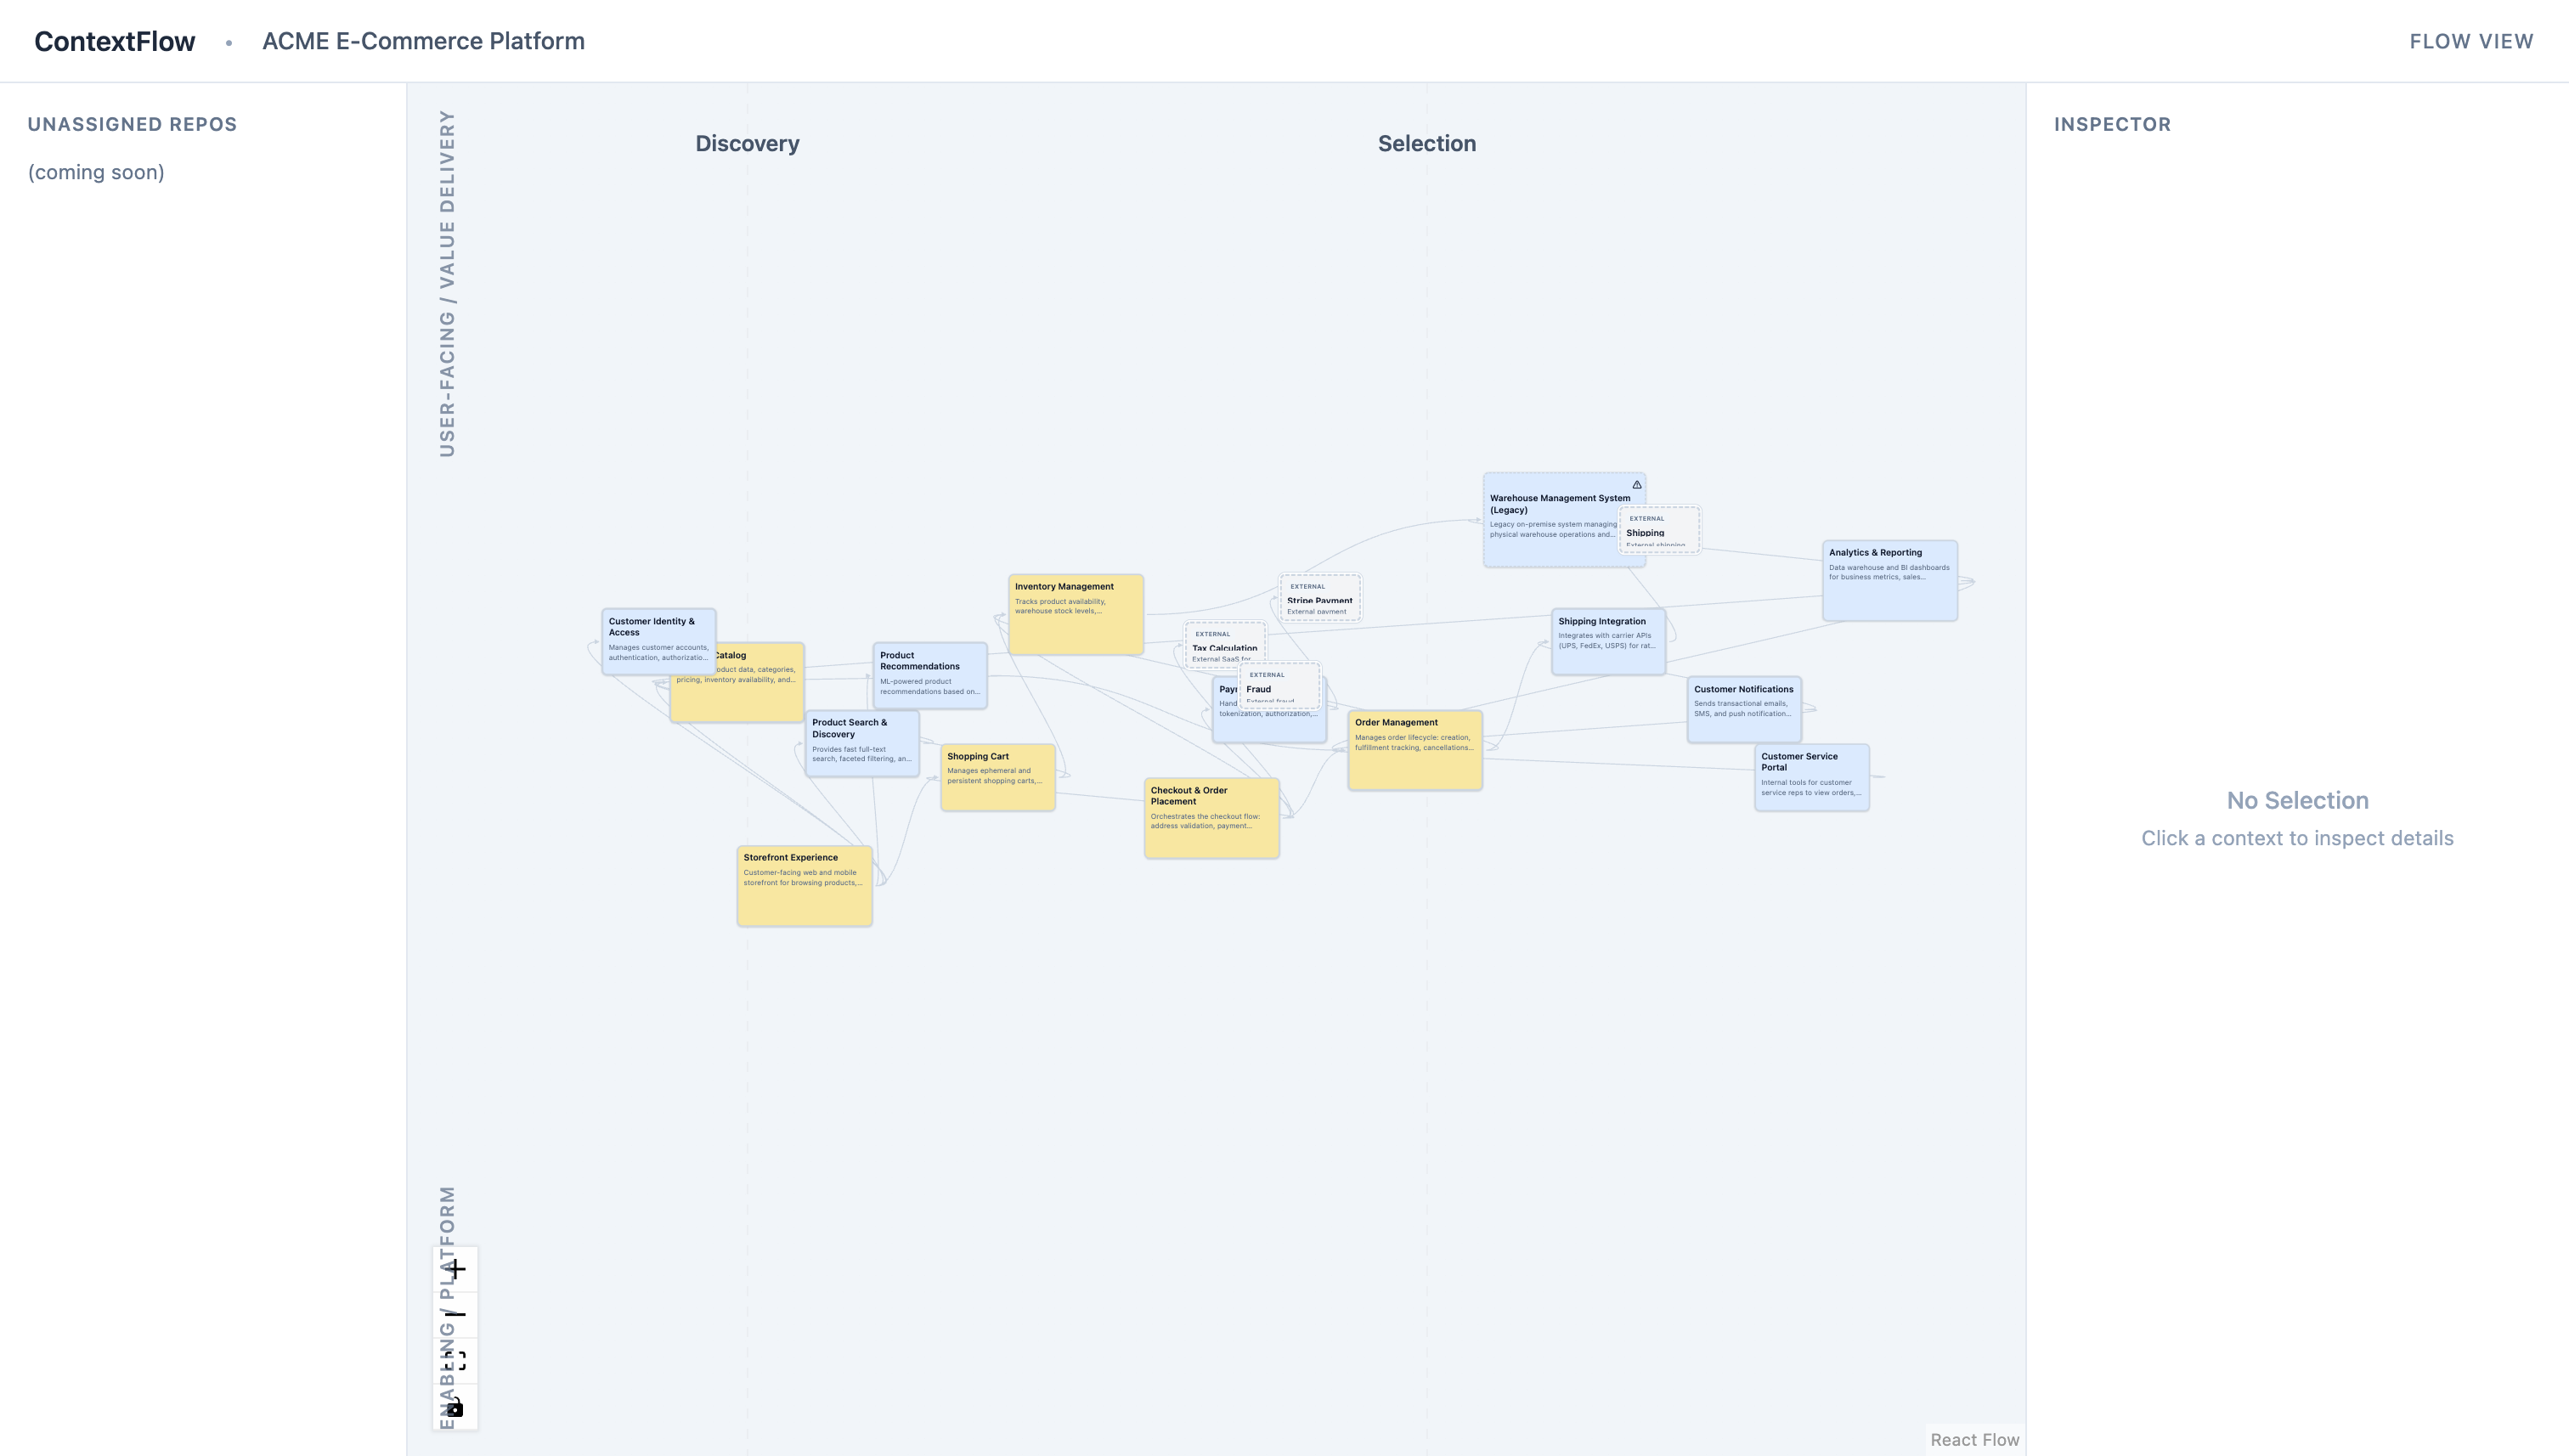 ContextFlow • ACME E-Commerce Platform
FLOW VIEW
UNASSIGNED REPOS
(coming soon)
USER-FACING / VALUE DELIVERY
ENABLING / PLATFORM
Discovery
Selection
Warehouse Management System
(Legacy)
Legacy on-premise system managing
physical warehouse operations and...
EXTERNAL
Shipping
External shipping
Analytics & Reporting
Data warehouse and BI dashboards
for business metrics, sales...
Inventory Management
Tracks product availability,
warehouse stock levels,...
EXTERNAL
Stripe Payment
External payment
Customer Identity &
Access
Manages customer accounts,
authentication, authorizatio...
Catalog
data, categories,
pricing, inventory availability, and...
Product
Recommendations
ML-powered product
recommendations based on...
EXTERNAL
Tax Calculation
External SaaS for
EXTERNAL
Fraud
External fraud
tokenization, authorization,...
Shipping Integration
Integrates with carrier APIs
(UPS, FedEx, USPS) for rat...
Customer Notifications
Sends transactional emails,
SMS, and push notification...
Product Search &
Discovery
Provides fast full-text
search, faceted filtering, an...
Shopping Cart
Manages ephemeral and
persistent shopping carts,...
Order Management
Manages order lifecycle: creation,
fulfillment tracking, cancellations...
Customer Service
Portal
Internal tools for customer
service reps to view orders,...
Checkout & Order
Placement
Orchestrates the checkout flow:
address validation, payment...
Storefront Experience
Customer-facing web and mobile
storefront for browsing products,...
React Flow
INSPECTOR
No Selection
Click a context to inspect details